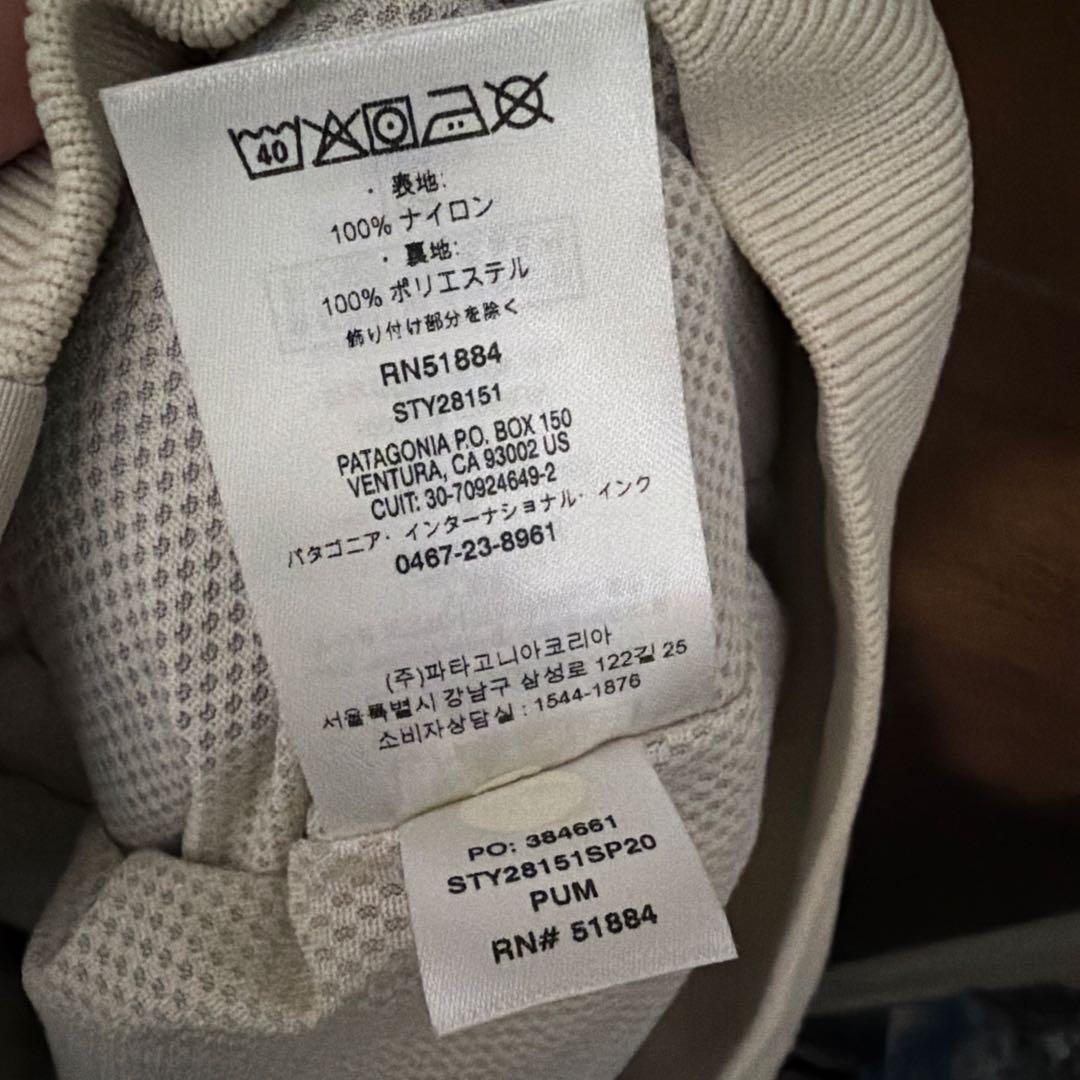 40
・表地:
100% ナイロン
・裏地:
100% ポリエステル
飾り付け部分を除く
RN51884
STY28151
PATAGONIA P.O. BOX 150
VENTURA, CA 93002 US
CUIT: 30-70924649-2
パタゴニア・インターナショナル・インク
0467-23-8961
(주)파타고니아코리아
서울특별시 강남구 삼성로 122길 25
소비자상담실 : 1544-1876
PO: 384661
STY28151SP20
PUM
RN# 51884